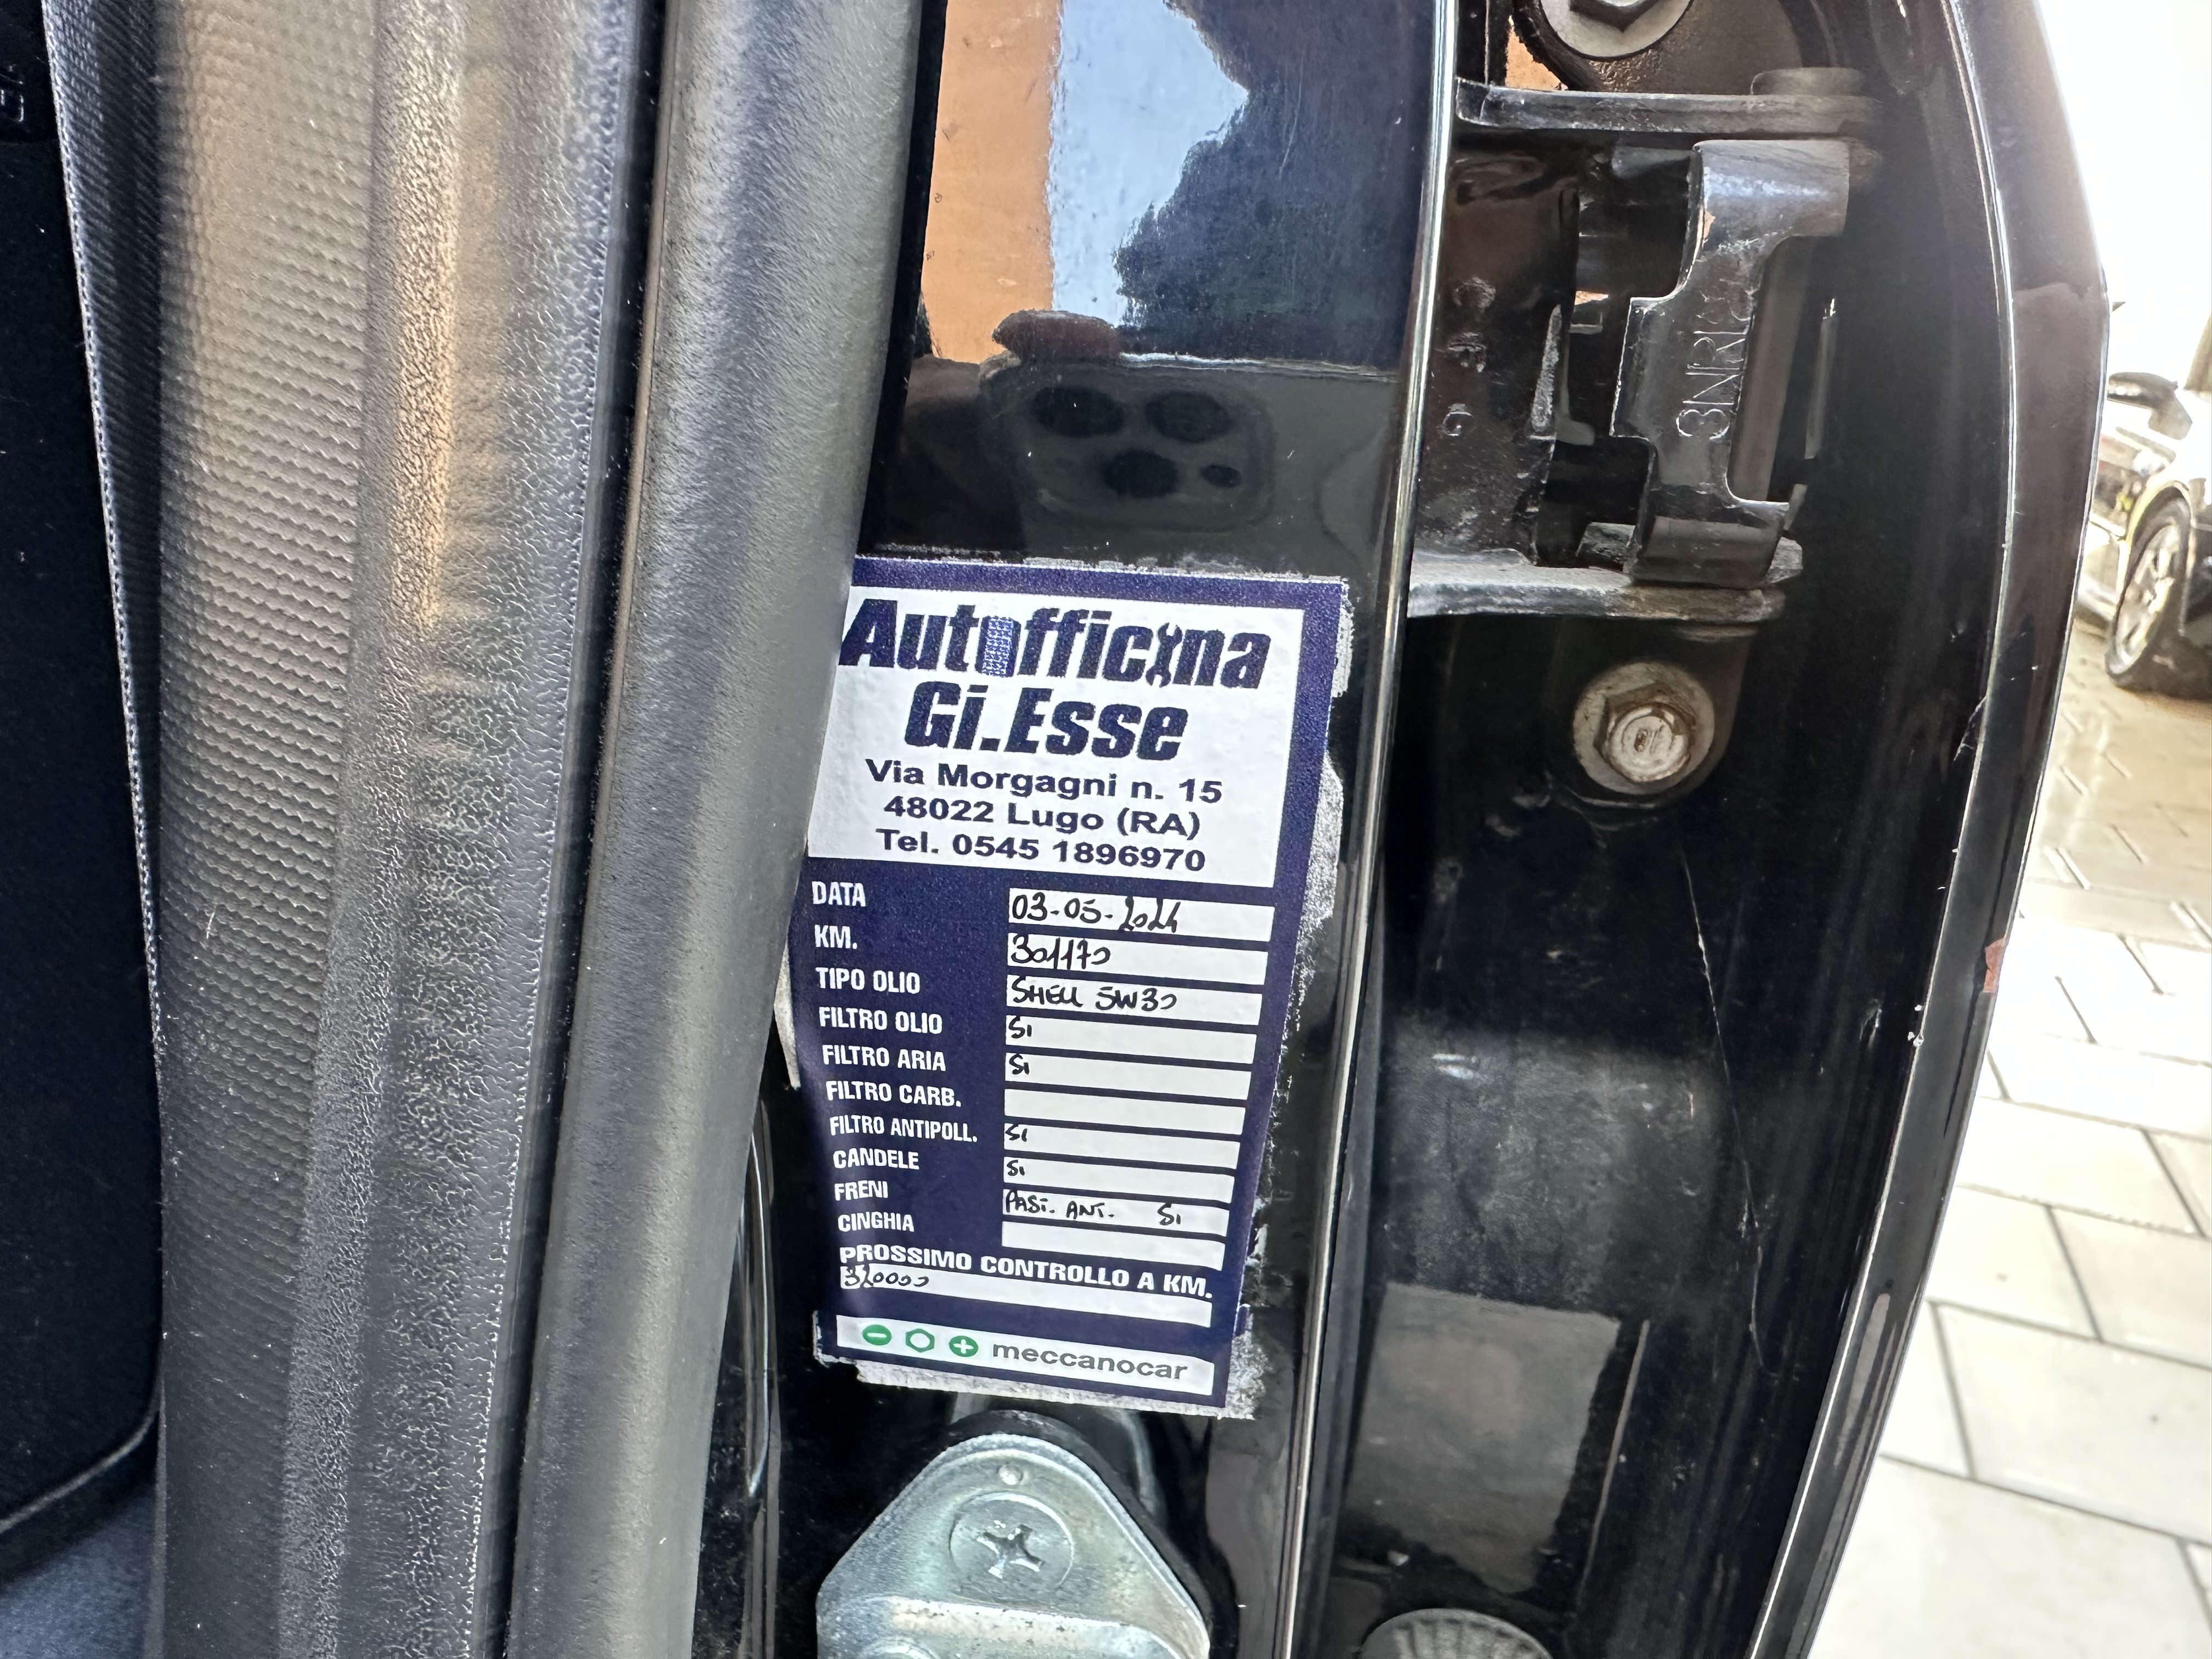 Autofficina
Gi.Esse
Via Morgagni n. 15
48022 Lugo (RA)
Tel. 0545 1896970
DATA 03-05-2024
KM. 301170
TIPO OLIO SHELL 5W30
FILTRO OLIO Si
FILTRO ARIA Si
FILTRO CARB.
FILTRO ANTIPOLL. Si
CANDELE Si
FRENI PAST. ANT. Si
CINGHIA
PROSSIMO CONTROLLO A KM.
320000
meccanocar